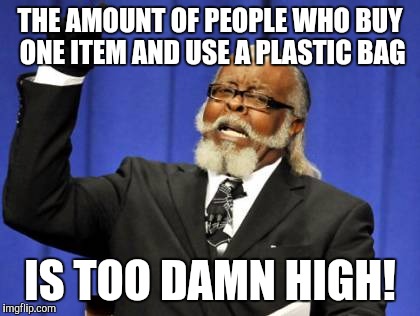 THE AMOUNT OF PEOPLE WHO BUY
ONE ITEM AND USE A PLASTIC BAG
IS TOO DAMN HIGH!
imgflip.com